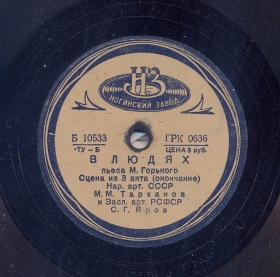 НЗ
НОГИНСКИЙ ЗАВОД
Б 10533 ГРК 0636
ТУ-Б ЦЕНА 8 руб.
В ЛЮДЯХ
пьеса М. Горького
Сцена из 3 акта (окончание)
Нар. арт. СССР
М. М. Тарханов
и Засл. арт. РСФСР
С. Г. Яров